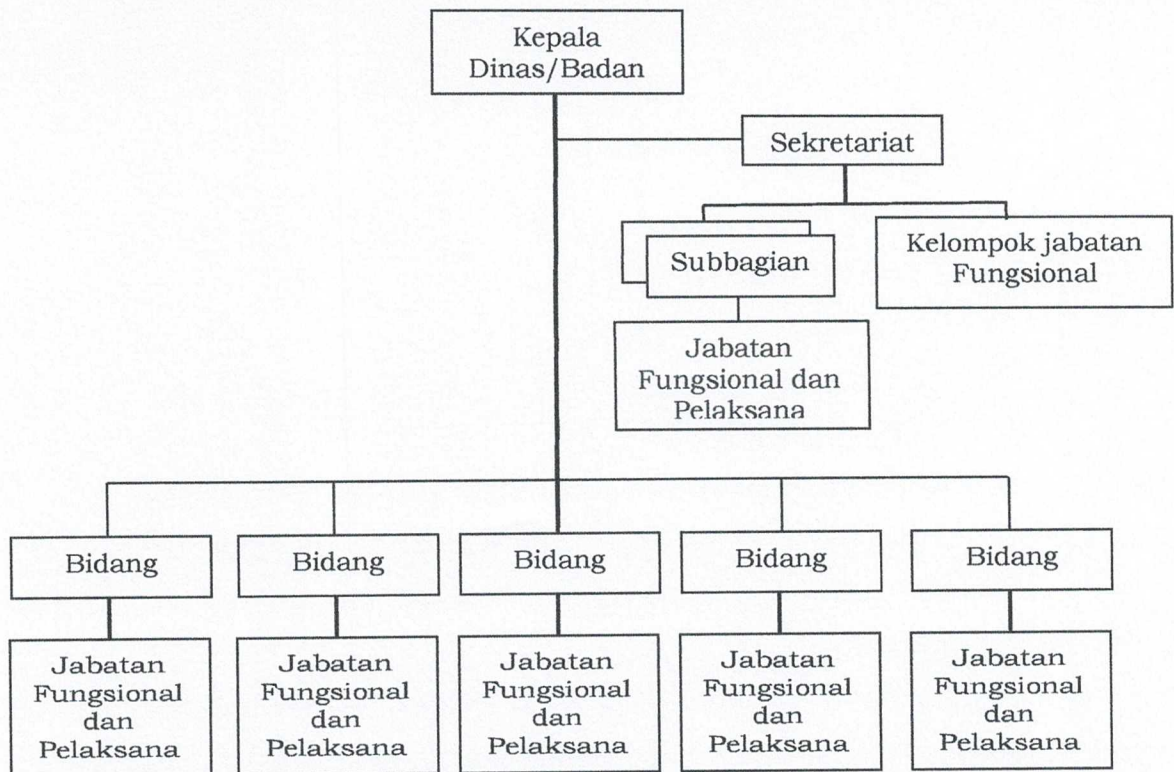 Kepala
Dinas/Badan
Sekretariat
Subbagian
Kelompok jabatan
Fungsional
Jabatan
Fungsional dan
Pelaksana
Bidang
Bidang
Bidang
Bidang
Bidang
Jabatan
Fungsional
dan
Pelaksana
Jabatan
Fungsional
dan
Pelaksana
Jabatan
Fungsional
dan
Pelaksana
Jabatan
Fungsional
dan
Pelaksana
Jabatan
Fungsional
dan
Pelaksana